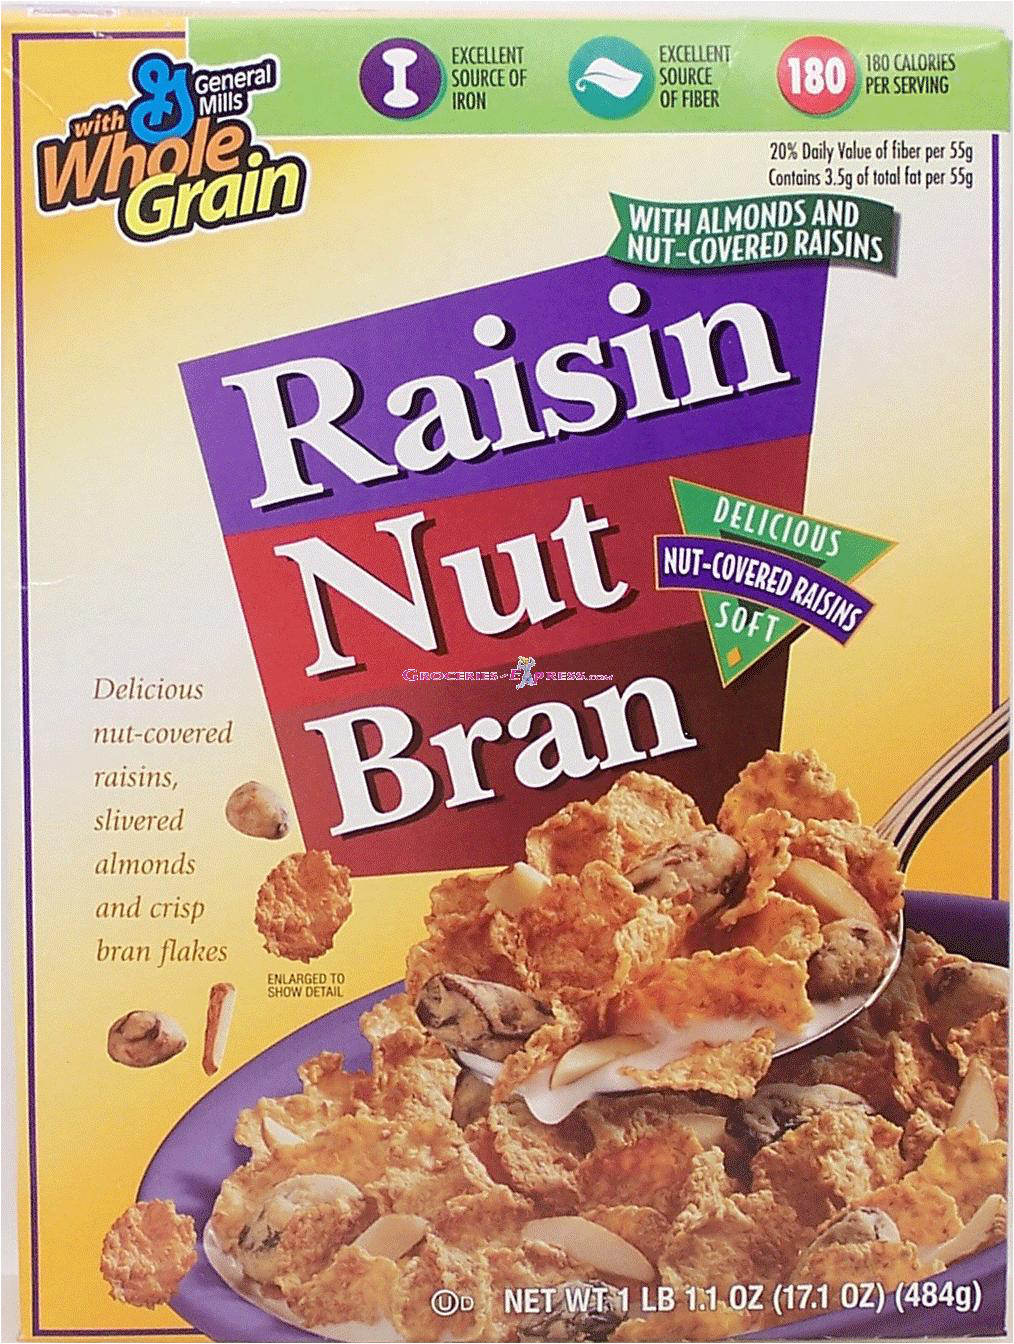 General
Mills
with
Whole
Grain
EXCELLENT
SOURCE OF
IRON
EXCELLENT
SOURCE
OF FIBER
180
180 CALORIES
PER SERVING
20% Daily Value of fiber per 55g
Contains 3.5g of total fat per 55g
WITH ALMONDS AND
NUT-COVERED RAISINS
Raisin
Nut
Bran
DELICIOUS
NUT-COVERED RAISINS
SOFT
GROCERIES-EXPRESS.COM
Delicious
nut-covered
raisins,
slivered
almonds
and crisp
bran flakes
ENLARGED TO
SHOW DETAIL
Ⓤ D NET WT 1 LB 1.1 OZ (17.1 OZ) (484g)